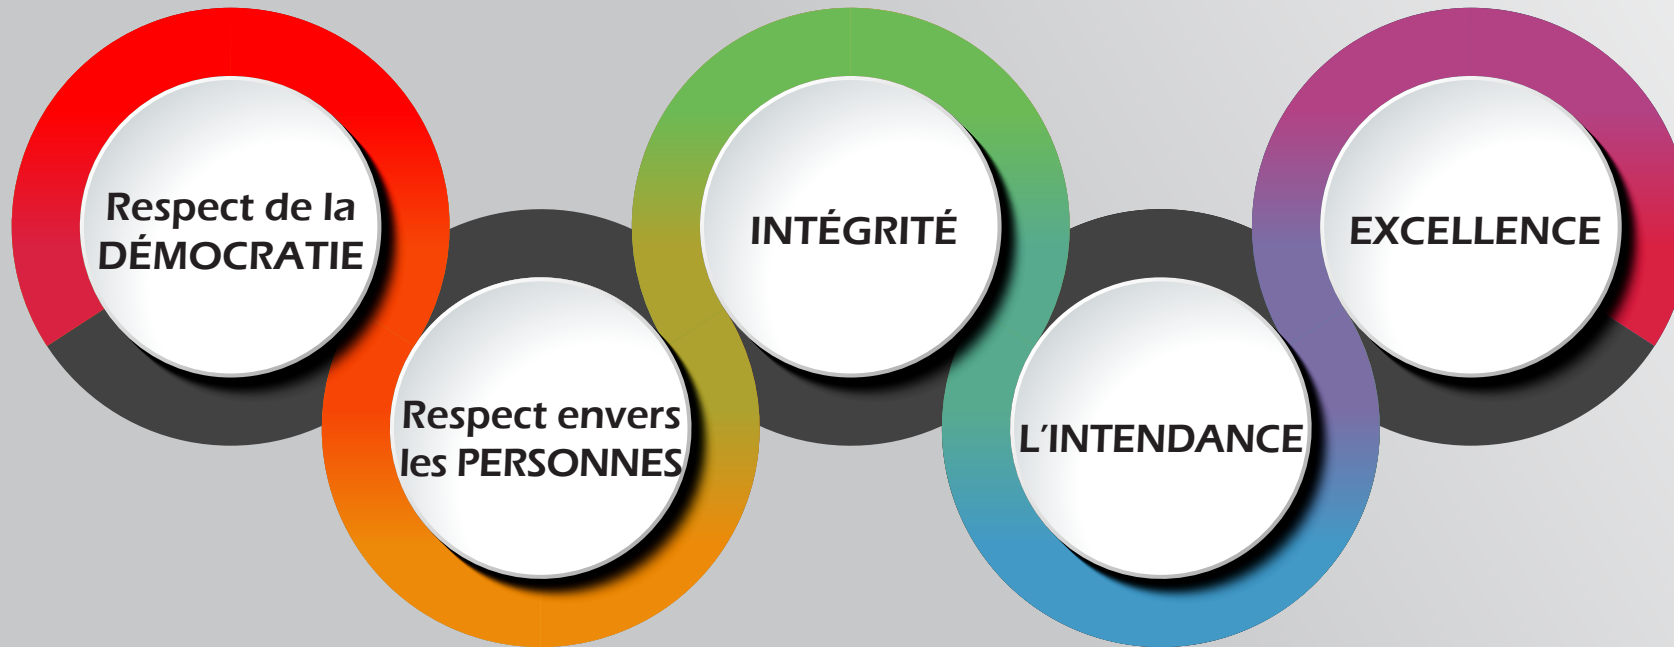 Respect de la
DÉMOCRATIE
Respect envers
les PERSONNES
INTÉGRITÉ
L'INTENDANCE
EXCELLENCE